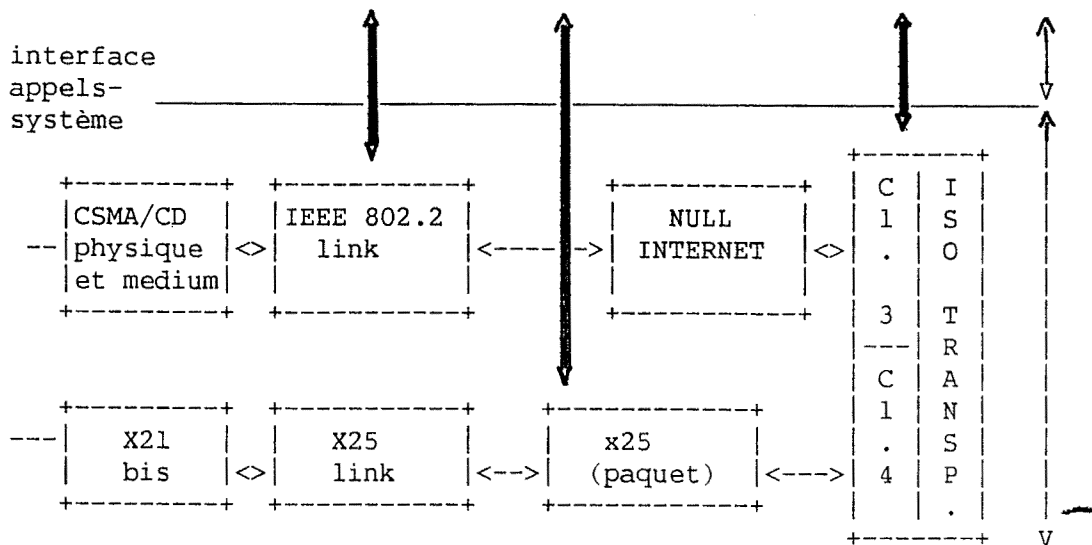 interface
appels-
système
CSMA/CD
physique
et medium
<>
IEEE 802.2
link
<----->
NULL
INTERNET
<>
Cl. 3
---
Cl. 4
ISO TRANSP.
X21
bis
<>
X25
link
<-->
x25
(paquet)
<--->
V